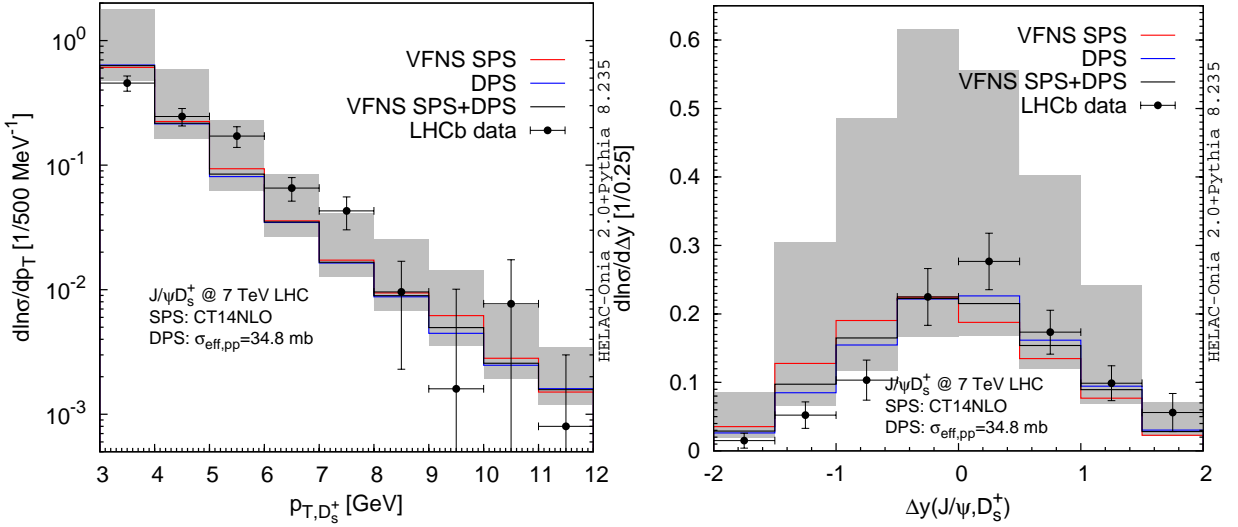 VFNS SPS
DPS
VFNS SPS+DPS
LHCb data
J/ψD_s^+ @ 7 TeV LHC
SPS: CT14NLO
DPS: σ_eff,pp=34.8 mb
HELAC-Onia 2.0+Pythia 8.235
dlnσ/dp_T [1/500 MeV^-1]
10^0
10^-1
10^-2
10^-3
3 4 5 6 7 8 9 10 11 12
p_T,D_s^+ [GeV]
VFNS SPS
DPS
VFNS SPS+DPS
LHCb data
J/ψD_s^+ @ 7 TeV LHC
SPS: CT14NLO
DPS: σ_eff,pp=34.8 mb
HELAC-Onia 2.0+Pythia 8.235
dlnσ/dΔy [1/0.25]
0.6
0.5
0.4
0.3
0.2
0.1
0
-2 -1 0 1 2
Δy(J/ψ,D_s^+)